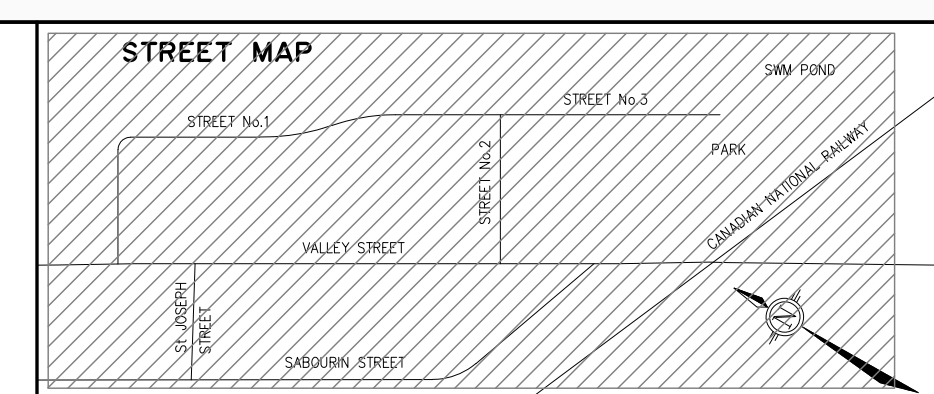 STREET MAP
SWM POND
STREET No.3
STREET No.1
PARK
STREET No.2
CANADIAN NATIONAL RAILWAY
VALLEY STREET
St JOSEPH
STREET
N
SABOURIN STREET